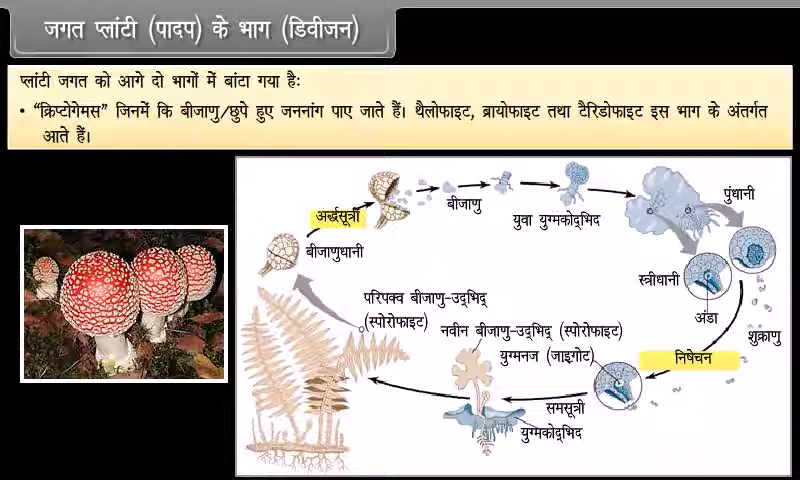 जगत प्लांटी (पादप) के भाग (डिवीजन)
प्लांटी जगत को आगे दो भागों में बांटा गया है:
• “क्रिप्टोगेमस” जिनमें कि बीजाणु/छुपे हुए जननांग पाए जाते हैं। थैलोफाइट, ब्रायोफाइट तथा टैरिडोफाइट इस भाग के अंतर्गत
आते हैं।
अर्द्धसूत्री
बीजाणु
युवा युग्मकोद्भिद
पुंधानी
बीजाणुधानी
स्त्रीधानी
अंडा
परिपक्व बीजाणु-उद्भिद्
(स्पोरोफाइट)
नवीन बीजाणु-उद्भिद् (स्पोरोफाइट)
शुक्राणु
युग्मनज (जाइगोट)
निषेचन
समसूत्री
युग्मकोद्भिद